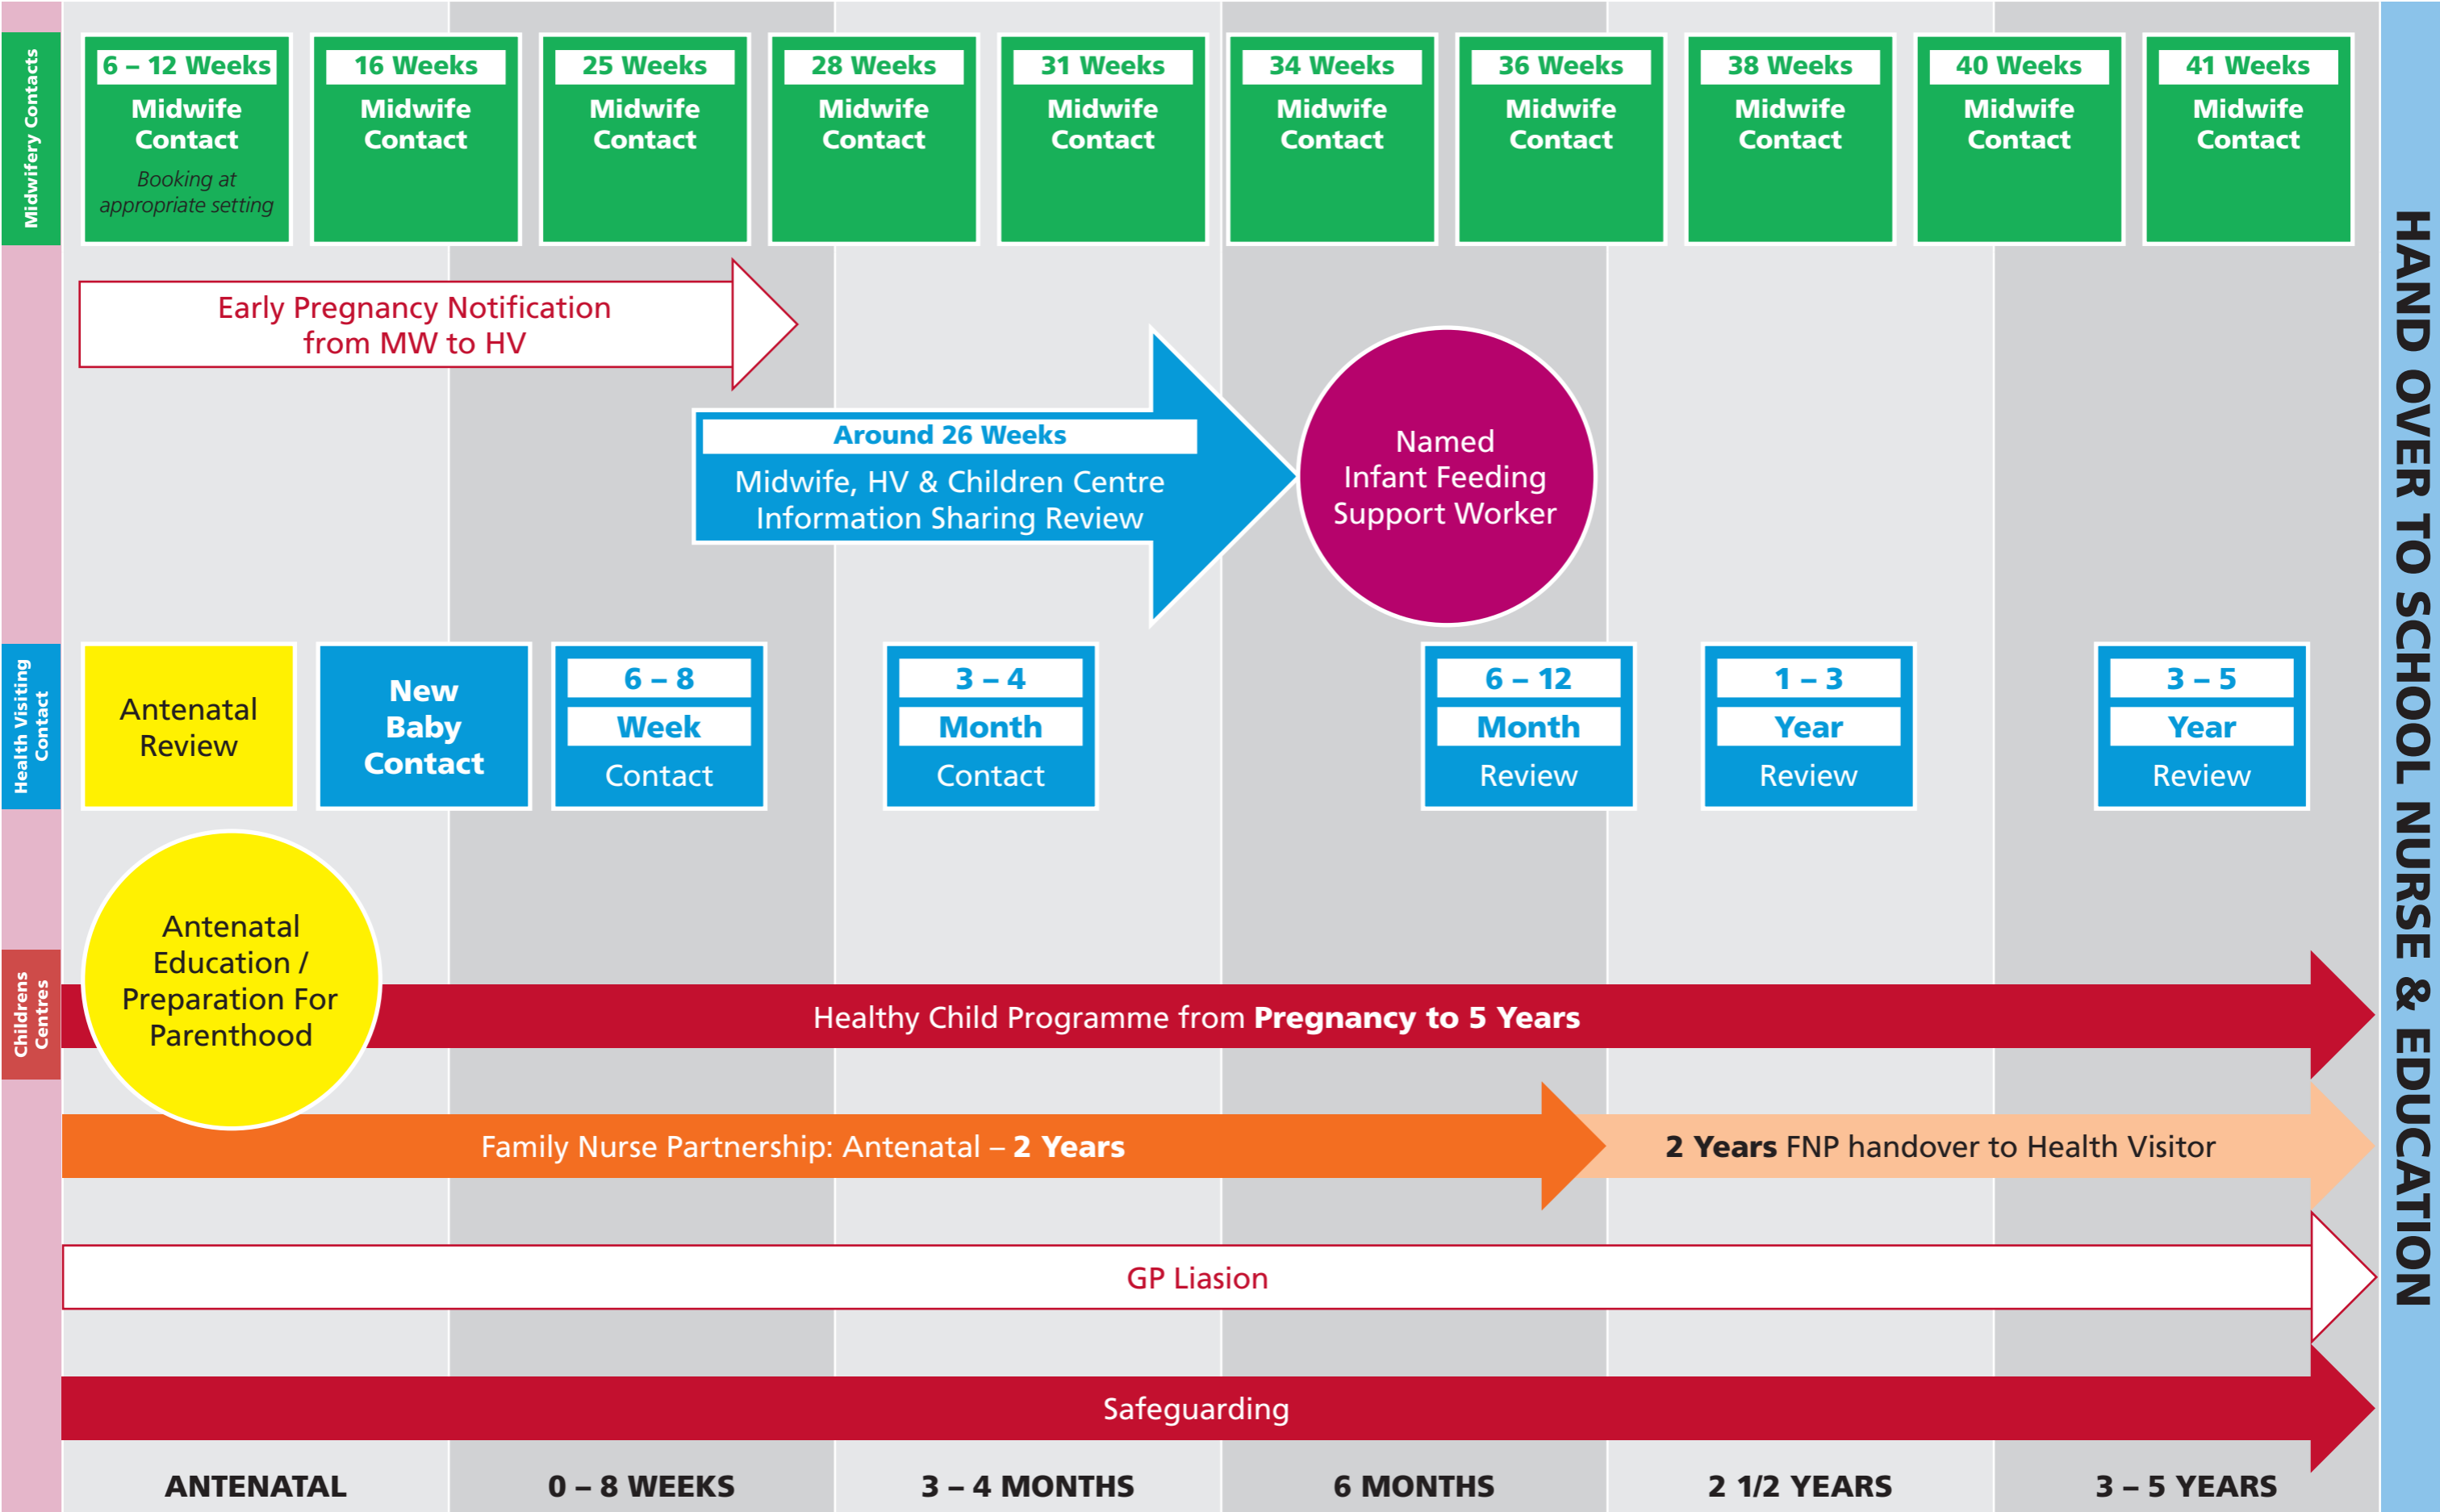 Midwifery Contacts
6 – 12 Weeks
Midwife
Contact
Booking at
appropriate setting
16 Weeks
Midwife
Contact
25 Weeks
Midwife
Contact
28 Weeks
Midwife
Contact
31 Weeks
Midwife
Contact
34 Weeks
Midwife
Contact
36 Weeks
Midwife
Contact
38 Weeks
Midwife
Contact
40 Weeks
Midwife
Contact
41 Weeks
Midwife
Contact
Early Pregnancy Notification
from MW to HV
Around 26 Weeks
Midwife, HV & Children Centre
Information Sharing Review
Named
Infant Feeding
Support Worker
Health Visiting
Contact
Antenatal
Review
New
Baby
Contact
6 – 8
Week
Contact
3 – 4
Month
Contact
6 – 12
Month
Review
1 – 3
Year
Review
3 – 5
Year
Review
Childrens
Centres
Antenatal
Education /
Preparation For
Parenthood
Healthy Child Programme from Pregnancy to 5 Years
Family Nurse Partnership: Antenatal – 2 Years
2 Years FNP handover to Health Visitor
GP Liasion
Safeguarding
ANTENATAL
0 – 8 WEEKS
3 – 4 MONTHS
6 MONTHS
2 1/2 YEARS
3 – 5 YEARS
HAND OVER TO SCHOOL NURSE & EDUCATION